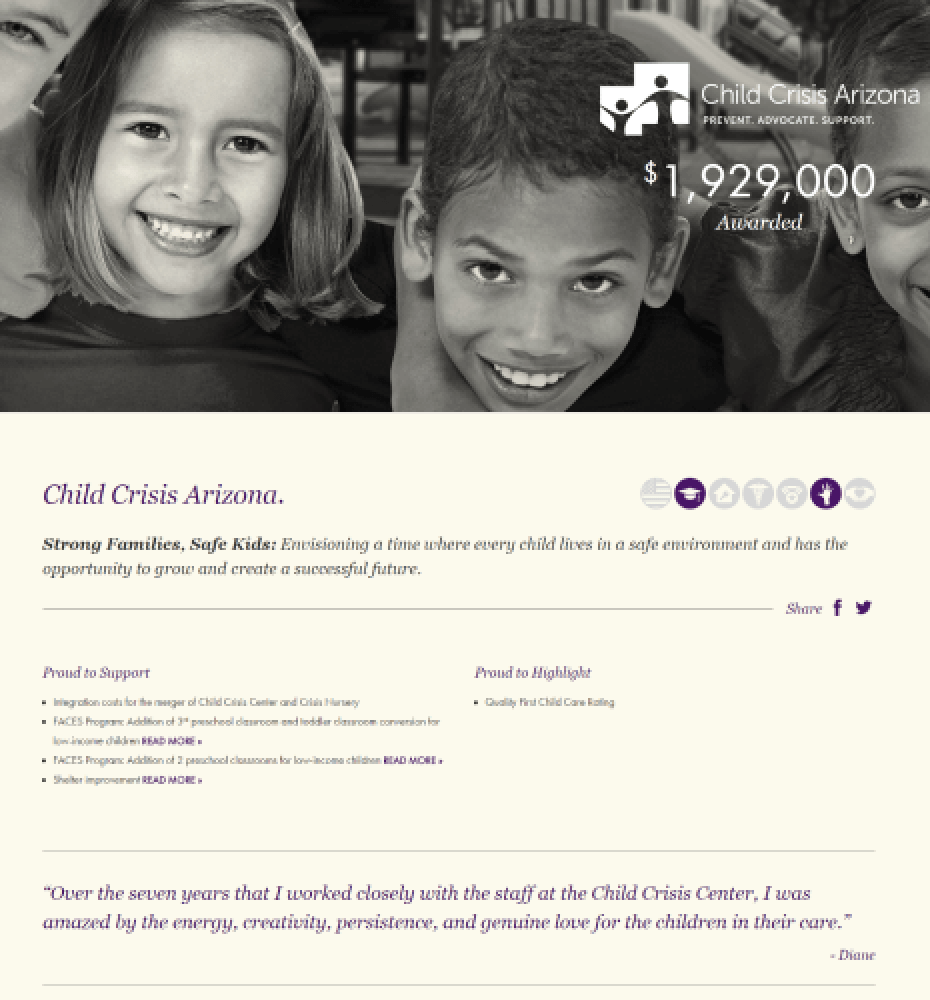 Child Crisis Arizona
PREVENT. ADVOCATE. SUPPORT.
$1,929,000
Awarded
Child Crisis Arizona.
Strong Families, Safe Kids: Envisioning a time where every child lives in a safe environment and has the
opportunity to grow and create a successful future.
Share
Proud to Support
• Integration costs for the merger of Child Crisis Center and Crisis Nursery
• FACES Program: Addition of 3rd preschool classroom and toddler classroom conversion for
low-income children READ MORE »
• FACES Program: Addition of 2 preschool classrooms for low-income children READ MORE »
• Shelter improvement READ MORE »
Proud to Highlight
• Quality First Child Care Rating
“Over the seven years that I worked closely with the staff at the Child Crisis Center, I was
amazed by the energy, creativity, persistence, and genuine love for the children in their care.”
- Diane